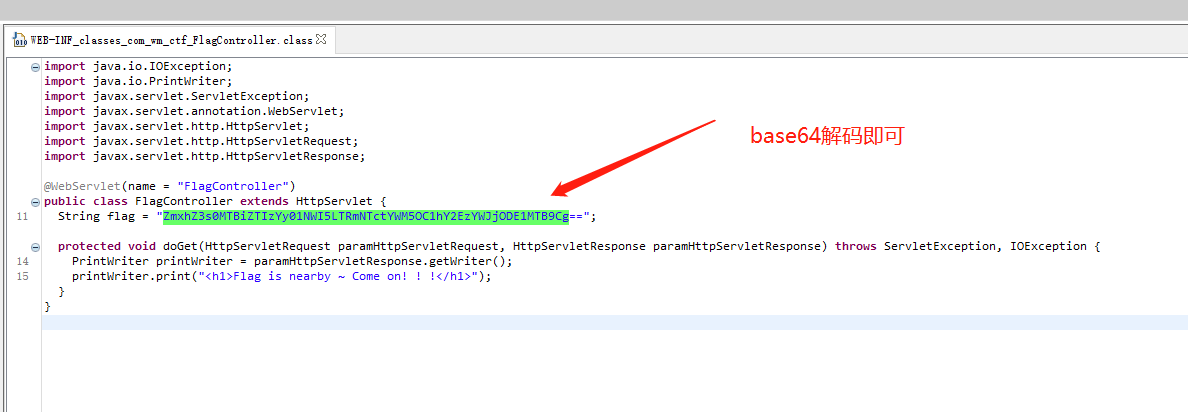 WEB-INF_classes_com_wm_ctf_FlagController.class
import java.io.IOException;
import java.io.PrintWriter;
import javax.servlet.ServletException;
import javax.servlet.annotation.WebServlet;
import javax.servlet.http.HttpServlet;
import javax.servlet.http.HttpServletRequest;
import javax.servlet.http.HttpServletResponse;
base64解码即可
@WebServlet(name = "FlagController")
public class FlagController extends HttpServlet {
11 String flag = "ZmxhZ3s0MTBiZTIzYy01NWI5LTRmNTctYWM5OC1hY2EzYWJjODE1MTB9Cg==";
protected void doGet(HttpServletRequest paramHttpServletRequest, HttpServletResponse paramHttpServletResponse) throws ServletException, IOException {
14 PrintWriter printWriter = paramHttpServletResponse.getWriter();
15 printWriter.print("<h1>Flag is nearby ~ Come on! ! !</h1>");
}
}